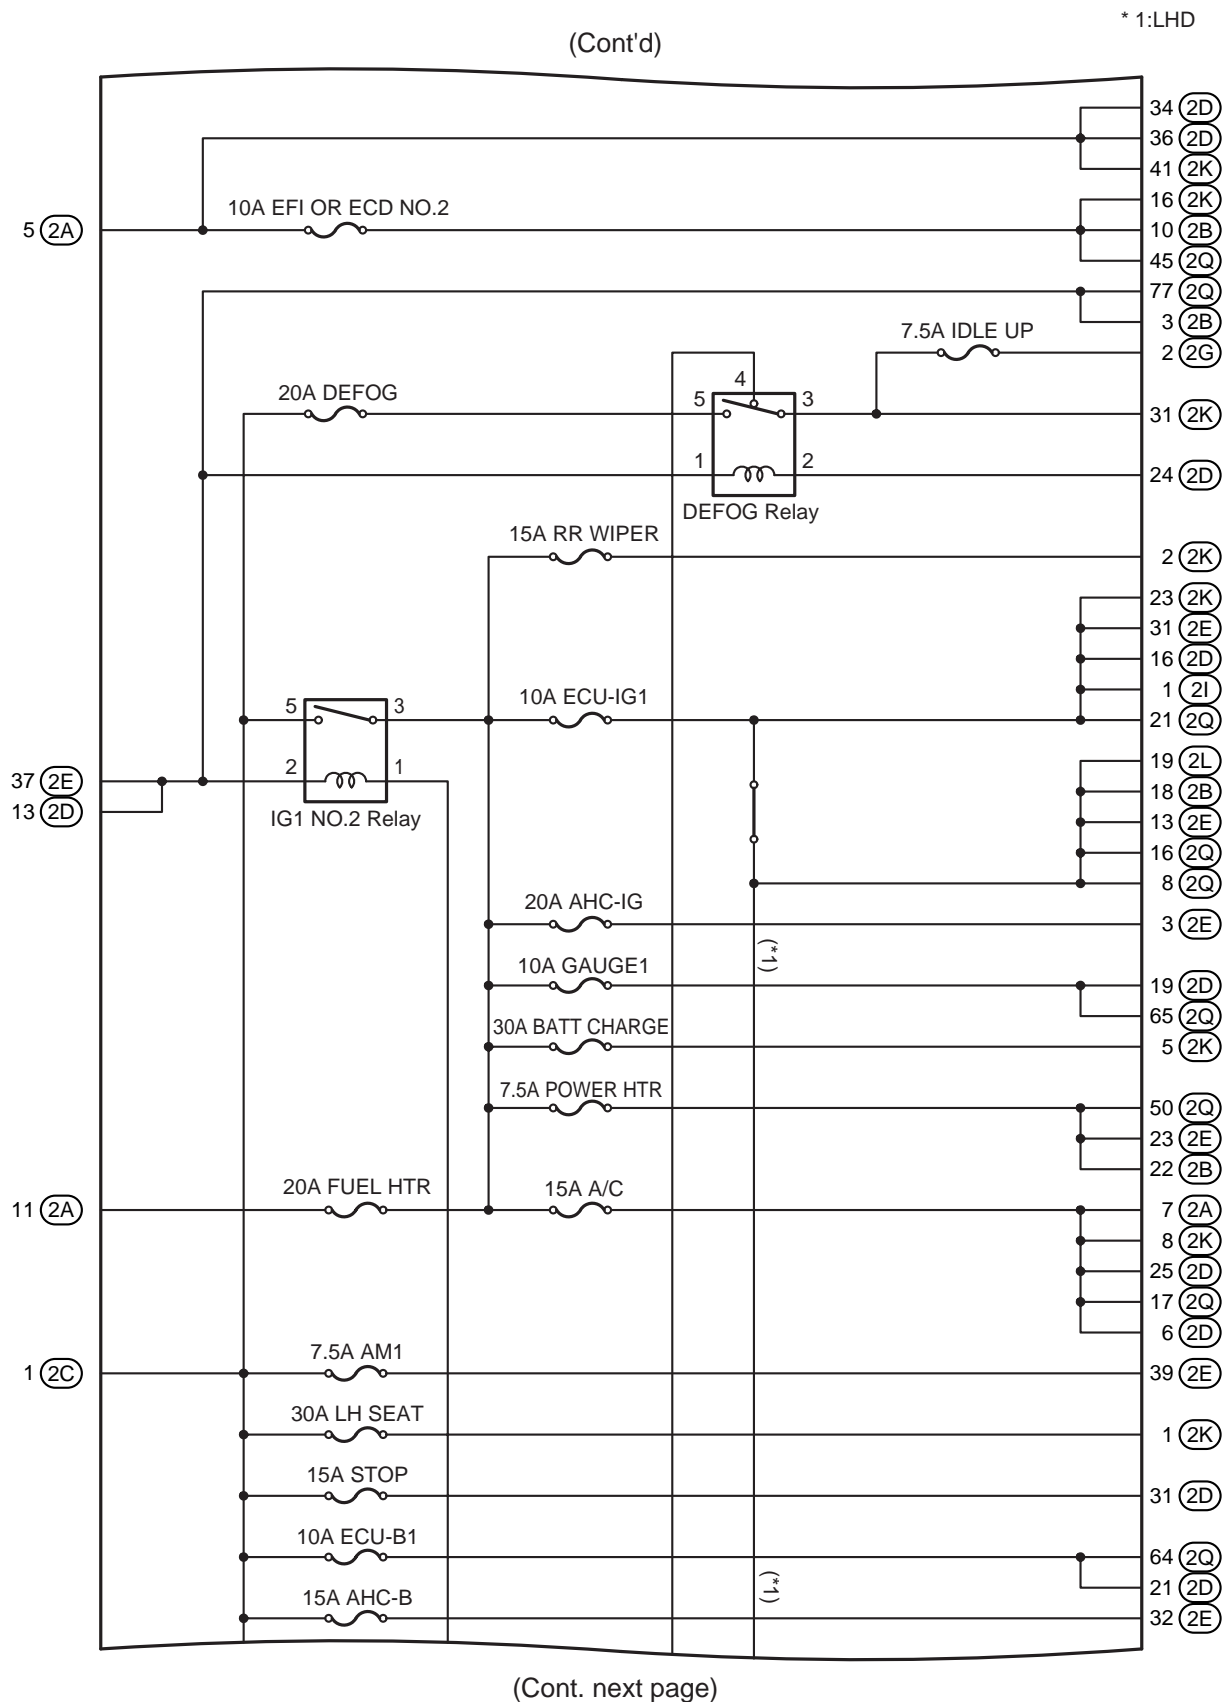 * 1:LHD
(Cont'd)
34 2D
36 2D
41 2K
16 2K
10A EFI OR ECD NO.2
5 2A
10 2B
45 2Q
77 2Q
3 2B
7.5A IDLE UP
2 2G
4
20A DEFOG
5 3
31 2K
1 2
24 2D
DEFOG Relay
15A RR WIPER
2 2K
23 2K
31 2E
16 2D
1 2I
10A ECU-IG1
5 3
21 2Q
19 2L
2 1
37 2E
18 2B
13 2D
IG1 NO.2 Relay
13 2E
16 2Q
8 2Q
20A AHC-IG
3 2E
(*1)
10A GAUGE1
19 2D
65 2Q
30A BATT CHARGE
5 2K
7.5A POWER HTR
50 2Q
23 2E
22 2B
20A FUEL HTR
15A A/C
11 2A
7 2A
8 2K
25 2D
17 2Q
6 2D
7.5A AM1
1 2C
39 2E
30A LH SEAT
1 2K
15A STOP
31 2D
10A ECU-B1
64 2Q
(*1)
21 2D
15A AHC-B
32 2E
(Cont. next page)